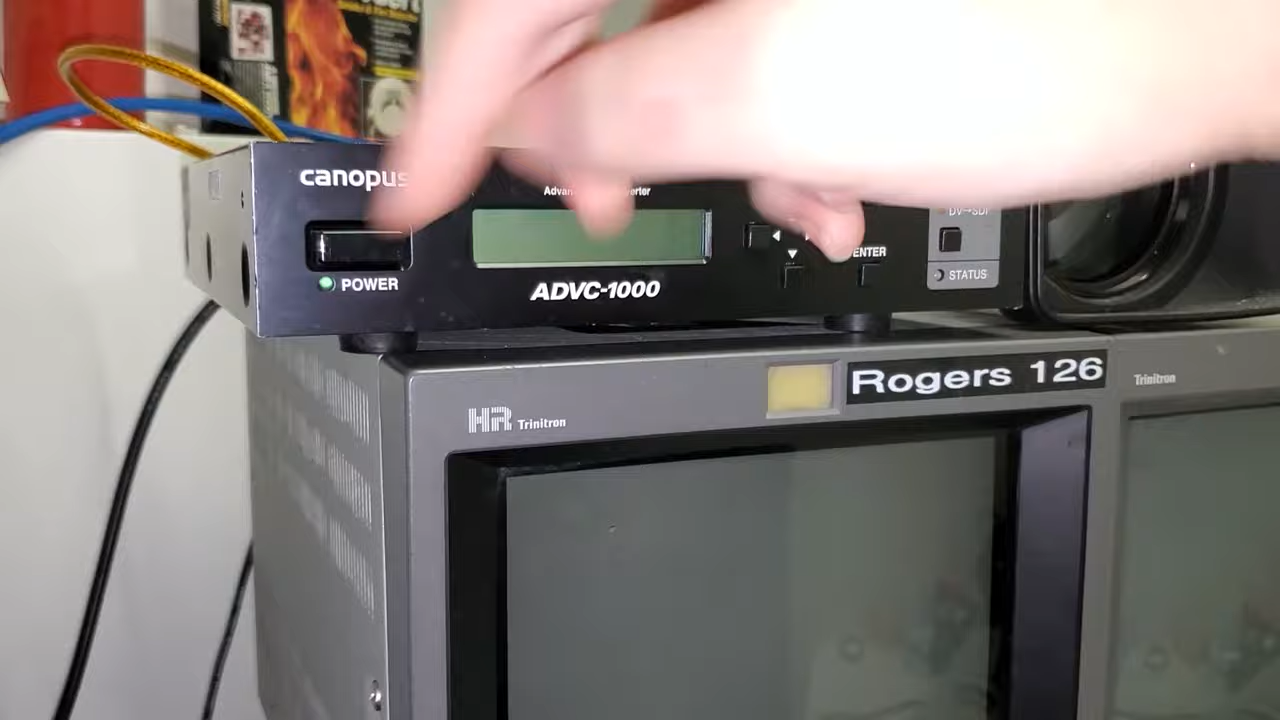 canopus
POWER
ADVC-1000
ENTER
DV→SDI
STATUS
Rogers 126
HR Trinitron
Trinitron